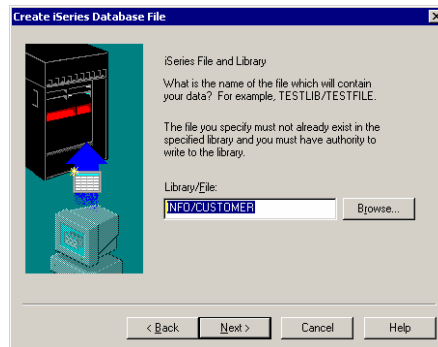 Create iSeries Database File
iSeries File and Library
What is the name of the file which will contain
your data? For example, TESTLIB/TESTFILE.
The file you specify must not already exist in the
specified library and you must have authority to
write to the library.
Library/File:
INFO/CUSTOMER
Browse...
< Back
Next >
Cancel
Help